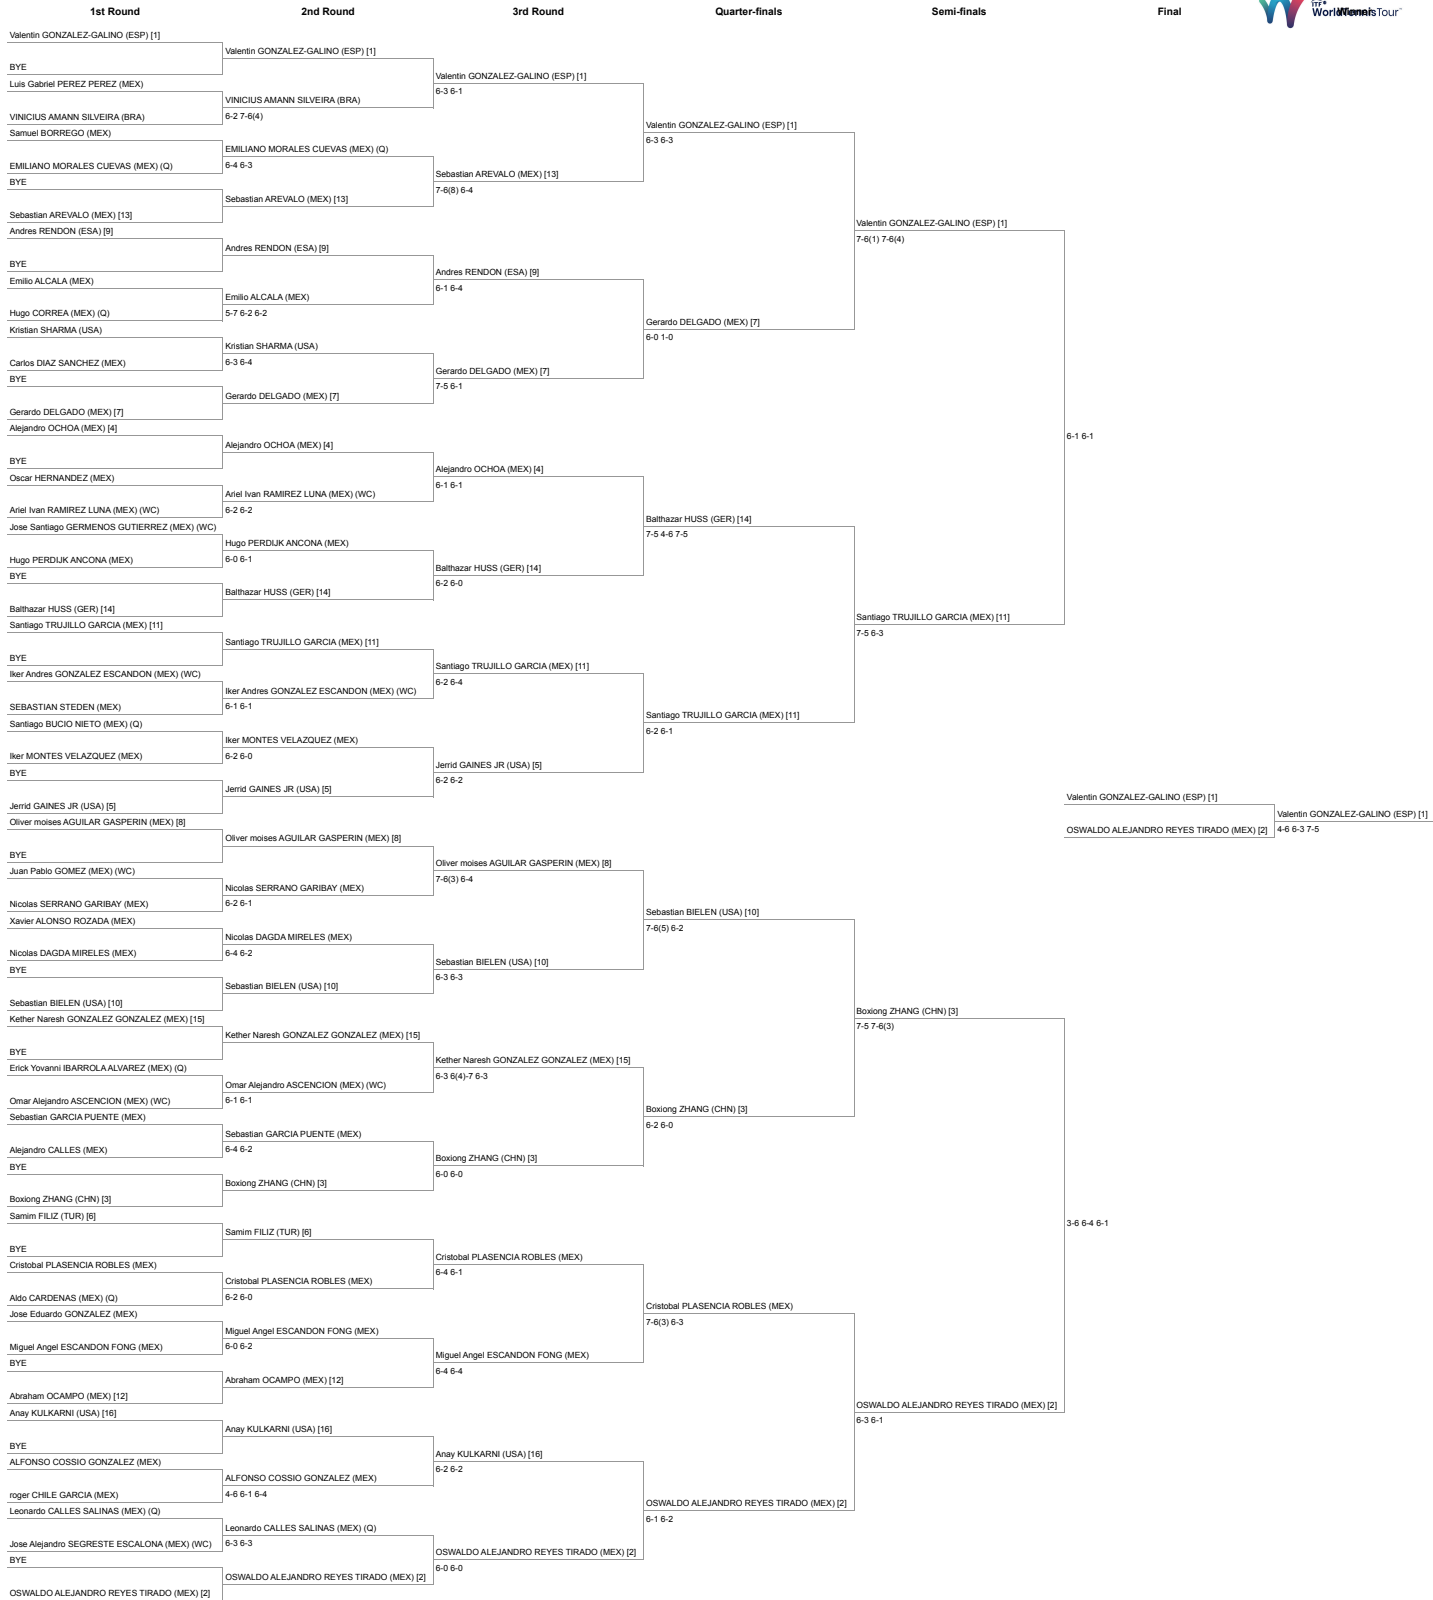 1st Round
2nd Round
3rd Round
Quarter-finals
Semi-finals
Final
Winner
ITF®
WorldTennisTour
Valentin GONZALEZ-GALINO (ESP) [1]
BYE
Luis Gabriel PEREZ PEREZ (MEX)
VINICIUS AMANN SILVEIRA (BRA)
Samuel BORREGO (MEX)
EMILIANO MORALES CUEVAS (MEX) (Q)
BYE
Sebastian AREVALO (MEX) [13]
Andres RENDON (ESA) [9]
BYE
Emilio ALCALA (MEX)
Hugo CORREA (MEX) (Q)
Kristian SHARMA (USA)
Carlos DIAZ SANCHEZ (MEX)
BYE
Gerardo DELGADO (MEX) [7]
Alejandro OCHOA (MEX) [4]
BYE
Oscar HERNANDEZ (MEX)
Ariel Ivan RAMIREZ LUNA (MEX) (WC)
Jose Santiago GERMENOS GUTIERREZ (MEX) (WC)
Hugo PERDIJK ANCONA (MEX)
BYE
Balthazar HUSS (GER) [14]
Santiago TRUJILLO GARCIA (MEX) [11]
BYE
Iker Andres GONZALEZ ESCANDON (MEX) (WC)
SEBASTIAN STEDEN (MEX)
Santiago BUCIO NIETO (MEX) (Q)
Iker MONTES VELAZQUEZ (MEX)
BYE
Jerrid GAINES JR (USA) [5]
Oliver moises AGUILAR GASPERIN (MEX) [8]
BYE
Juan Pablo GOMEZ (MEX) (WC)
Nicolas SERRANO GARIBAY (MEX)
Xavier ALONSO ROZADA (MEX)
Nicolas DAGDA MIRELES (MEX)
BYE
Sebastian BIELEN (USA) [10]
Kether Naresh GONZALEZ GONZALEZ (MEX) [15]
BYE
Erick Yovanni IBARROLA ALVAREZ (MEX) (Q)
Omar Alejandro ASCENCION (MEX) (WC)
Sebastian GARCIA PUENTE (MEX)
Alejandro CALLES (MEX)
BYE
Boxiong ZHANG (CHN) [3]
Samim FILIZ (TUR) [6]
BYE
Cristobal PLASENCIA ROBLES (MEX)
Aldo CARDENAS (MEX) (Q)
Jose Eduardo GONZALEZ (MEX)
Miguel Angel ESCANDON FONG (MEX)
BYE
Abraham OCAMPO (MEX) [12]
Anay KULKARNI (USA) [16]
BYE
ALFONSO COSSIO GONZALEZ (MEX)
roger CHILE GARCIA (MEX)
Leonardo CALLES SALINAS (MEX) (Q)
Jose Alejandro SEGRESTE ESCALONA (MEX) (WC)
BYE
OSWALDO ALEJANDRO REYES TIRADO (MEX) [2]
Valentin GONZALEZ-GALINO (ESP) [1]
VINICIUS AMANN SILVEIRA (BRA)
6-2 7-6(4)
EMILIANO MORALES CUEVAS (MEX) (Q)
6-4 6-3
Sebastian AREVALO (MEX) [13]
Andres RENDON (ESA) [9]
Emilio ALCALA (MEX)
5-7 6-2 6-2
Kristian SHARMA (USA)
6-3 6-4
Gerardo DELGADO (MEX) [7]
Alejandro OCHOA (MEX) [4]
Ariel Ivan RAMIREZ LUNA (MEX) (WC)
6-2 6-2
Hugo PERDIJK ANCONA (MEX)
6-0 6-1
Balthazar HUSS (GER) [14]
Santiago TRUJILLO GARCIA (MEX) [11]
Iker Andres GONZALEZ ESCANDON (MEX) (WC)
6-1 6-1
Iker MONTES VELAZQUEZ (MEX)
6-2 6-0
Jerrid GAINES JR (USA) [5]
Oliver moises AGUILAR GASPERIN (MEX) [8]
Nicolas SERRANO GARIBAY (MEX)
6-2 6-1
Nicolas DAGDA MIRELES (MEX)
6-4 6-2
Sebastian BIELEN (USA) [10]
Kether Naresh GONZALEZ GONZALEZ (MEX) [15]
Omar Alejandro ASCENCION (MEX) (WC)
6-1 6-1
Sebastian GARCIA PUENTE (MEX)
6-4 6-2
Boxiong ZHANG (CHN) [3]
Samim FILIZ (TUR) [6]
Cristobal PLASENCIA ROBLES (MEX)
6-2 6-0
Miguel Angel ESCANDON FONG (MEX)
6-0 6-2
Abraham OCAMPO (MEX) [12]
Anay KULKARNI (USA) [16]
ALFONSO COSSIO GONZALEZ (MEX)
4-6 6-1 6-4
Leonardo CALLES SALINAS (MEX) (Q)
6-3 6-3
OSWALDO ALEJANDRO REYES TIRADO (MEX) [2]
Valentin GONZALEZ-GALINO (ESP) [1]
6-3 6-1
Sebastian AREVALO (MEX) [13]
7-6(8) 6-4
Andres RENDON (ESA) [9]
6-1 6-4
Gerardo DELGADO (MEX) [7]
7-5 6-1
Alejandro OCHOA (MEX) [4]
6-1 6-1
Balthazar HUSS (GER) [14]
6-2 6-0
Santiago TRUJILLO GARCIA (MEX) [11]
6-2 6-4
Jerrid GAINES JR (USA) [5]
6-2 6-2
Oliver moises AGUILAR GASPERIN (MEX) [8]
7-6(3) 6-4
Sebastian BIELEN (USA) [10]
6-3 6-3
Kether Naresh GONZALEZ GONZALEZ (MEX) [15]
6-3 6(4)-7 6-3
Boxiong ZHANG (CHN) [3]
6-0 6-0
Cristobal PLASENCIA ROBLES (MEX)
6-4 6-1
Miguel Angel ESCANDON FONG (MEX)
6-4 6-4
Anay KULKARNI (USA) [16]
6-2 6-2
OSWALDO ALEJANDRO REYES TIRADO (MEX) [2]
6-0 6-0
Valentin GONZALEZ-GALINO (ESP) [1]
6-3 6-3
Gerardo DELGADO (MEX) [7]
6-0 1-0
Balthazar HUSS (GER) [14]
7-5 4-6 7-5
Santiago TRUJILLO GARCIA (MEX) [11]
6-2 6-1
Sebastian BIELEN (USA) [10]
7-6(5) 6-2
Boxiong ZHANG (CHN) [3]
6-2 6-0
Cristobal PLASENCIA ROBLES (MEX)
7-6(3) 6-3
OSWALDO ALEJANDRO REYES TIRADO (MEX) [2]
6-1 6-2
Valentin GONZALEZ-GALINO (ESP) [1]
7-6(1) 7-6(4)
Santiago TRUJILLO GARCIA (MEX) [11]
7-5 6-3
Boxiong ZHANG (CHN) [3]
7-5 7-6(3)
OSWALDO ALEJANDRO REYES TIRADO (MEX) [2]
6-3 6-1
6-1 6-1
Valentin GONZALEZ-GALINO (ESP) [1]
OSWALDO ALEJANDRO REYES TIRADO (MEX) [2]
3-6 6-4 6-1
Valentin GONZALEZ-GALINO (ESP) [1]
4-6 6-3 7-5